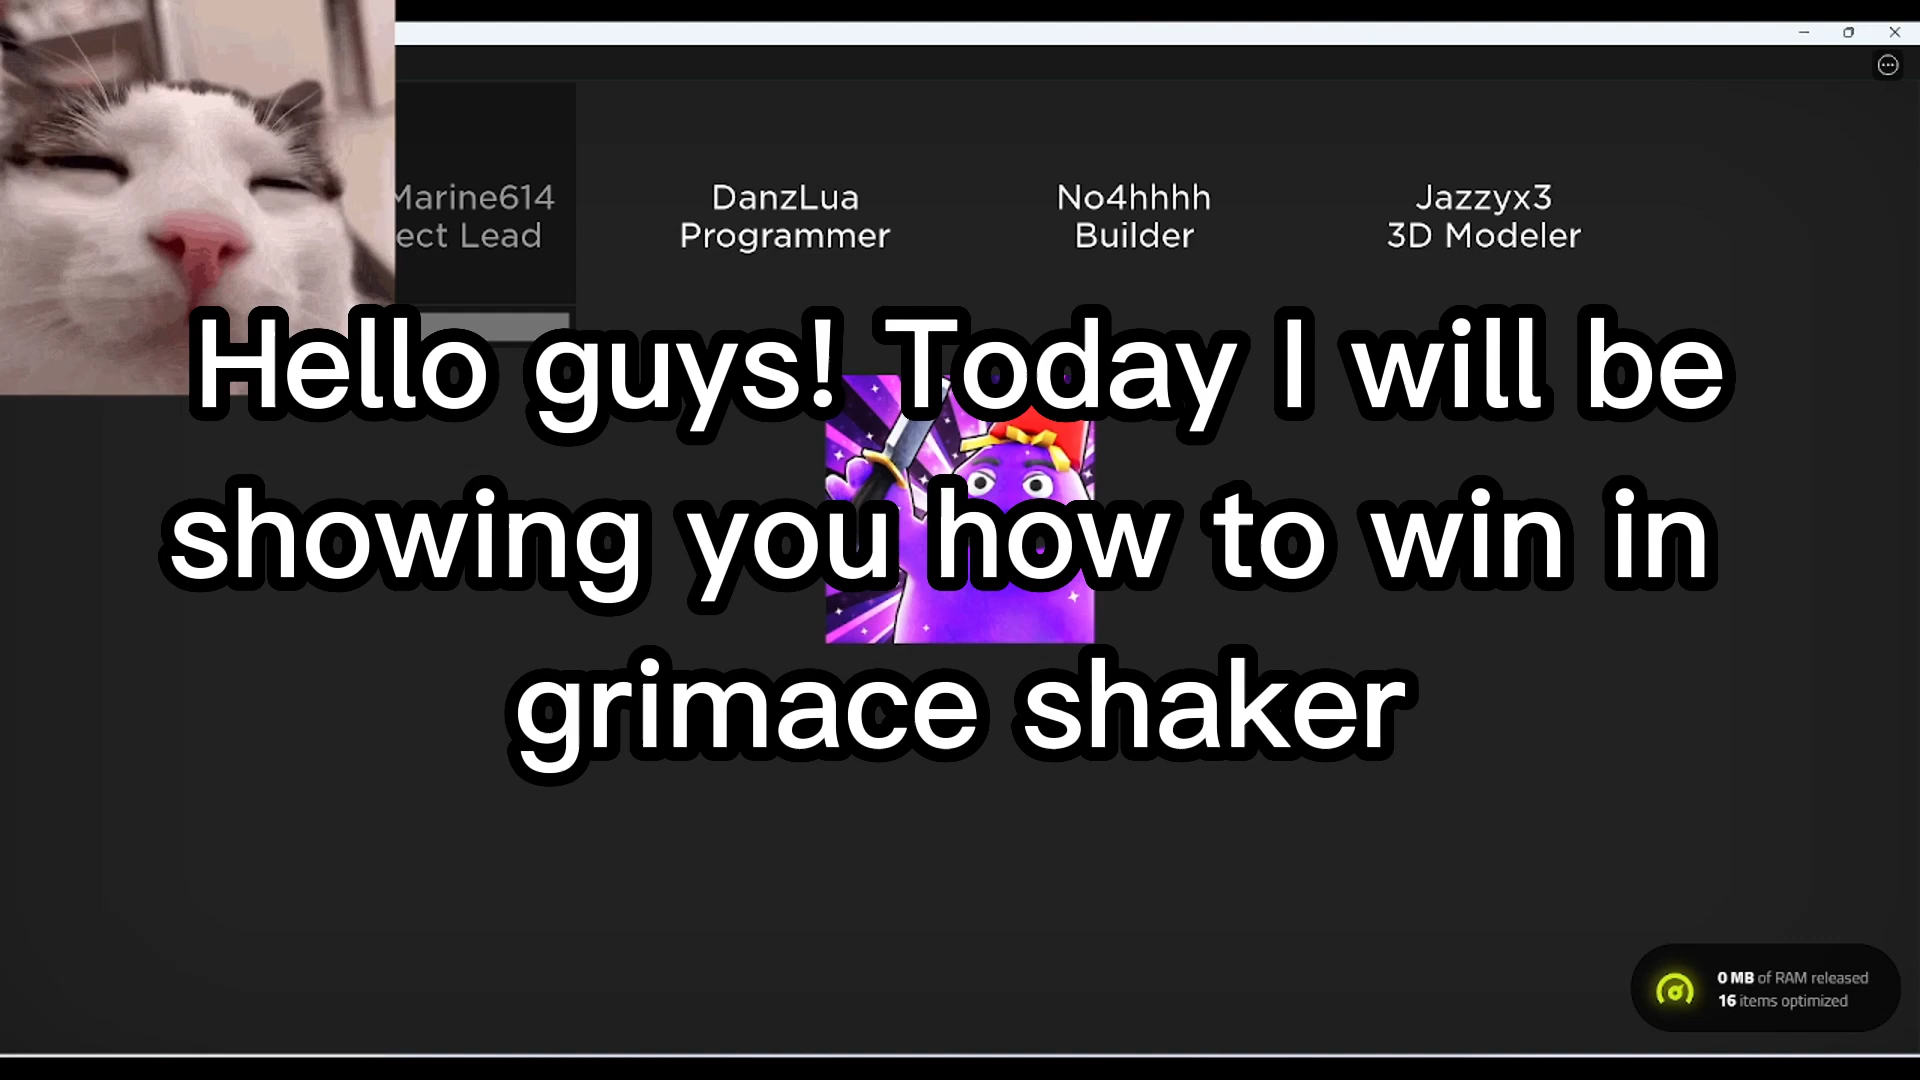 Marine614
ect Lead
DanzLua
Programmer
No4hhhh
Builder
Jazzyx3
3D Modeler
Hello guys! Today I will be
showing you how to win in
grimace shaker
0 MB of RAM released
16 items optimized